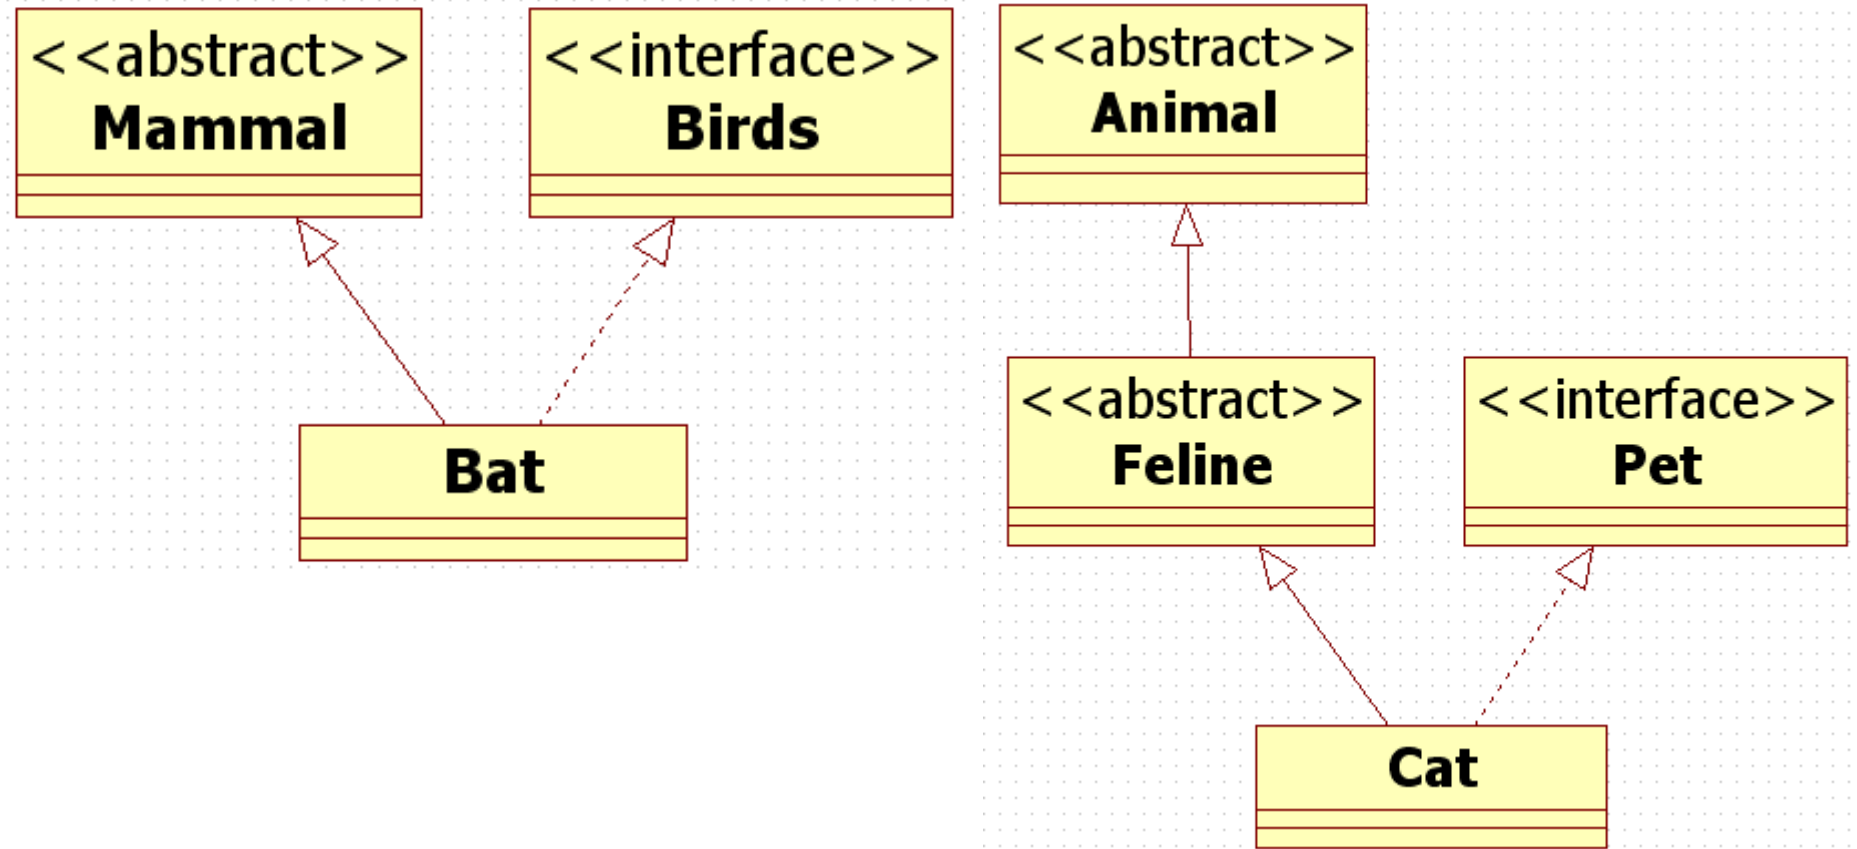 <<abstract>>
Mammal
<<interface>>
Birds
Bat
<<abstract>>
Animal
<<abstract>>
Feline
<<interface>>
Pet
Cat